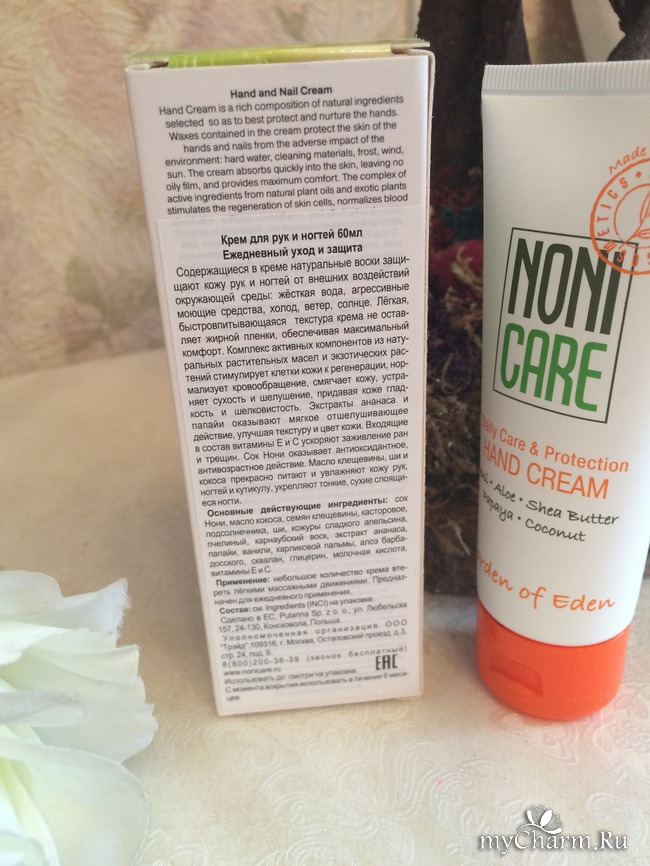 Hand and Nail Cream
Hand Cream is a rich composition of natural ingredients
selected so as to best protect and nurture the hands.
Waxes contained in the cream protect the skin of the
hands and nails from the adverse impact of the
environment: hard water, cleaning materials, frost, wind,
sun. The cream absorbs quickly into the skin, leaving no
oily film, and provides maximum comfort. The complex of
active ingredients from natural plant oils and exotic plants
stimulates the regeneration of skin cells, normalizes blood
Крем для рук и ногтей 60мл
Ежедневный уход и защита
Содержащиеся в креме натуральные воски защи-
щают кожу рук и ногтей от внешних воздействий
окружающей среды: жёсткая вода, агрессивные
моющие средства, холод, ветер, солнце. Лёгкая,
быстровпитывающаяся текстура крема не остав-
ляет жирной пленки, обеспечивая максимальный
комфорт. Комплекс активных компонентов из нату-
ральных растительных масел и экзотических рас-
тений стимулирует клетки кожи к регенерации, нор-
мализует кровообращение, смягчает кожу, устра-
няет сухость и шелушение, придавая коже глад-
кость и шелковистость. Экстракты ананаса и
папайи оказывают мягкое отшелушивающее
действие, улучшая текстуру и цвет кожи. Входящие
в состав витамины Е и С ускоряют заживление ран
и трещин. Сок Нони оказывает антиоксидантное,
антивозрастное действие. Масло клещевины, ши и
кокоса прекрасно питают и увлажняют кожу рук,
ногтей и кутикулу, укрепляют тонкие, сухие слоящи-
еся ногти.
Основные действующие ингредиенты: сок
Нони, масло кокоса, семян клещевины, касторовое,
подсолнечника, ши, кожуры сладкого апельсина,
пчелиный, карнаубский воск, экстракт ананаса,
папайи, ванили, карликовой пальмы, алоэ барба-
досского, сквалан, глицерин, молочная кислота,
витамины Е и С.
Применение: небольшое количество крема вте-
реть лёгкими массажными движениями. Предназ-
начен для ежедневного применения.
Состав: см. Ingredients (INCI) на упаковке.
Сделано в ЕС, Pulanna Sp. z o. o., ул. Любельска
157, 24-130, Консковола, Польша.
Уполномоченная организация ООО
"Трэйд",109316, г. Москва, Остаповский проезд, д.3,
стр. 24, под. 9.
8(800)200-36-39 (звонок бесплатный)
www.nonicare.ru
EAC
Использовать до: смотри на упаковке.
С момента вскрытия использовать в течении 6 меся-
цев.
Made
NONI
CARE
Daily Care & Protection
HAND CREAM
Aloe • Shea Butter
Papaya • Coconut
Garden of Eden
myCharm.Ru